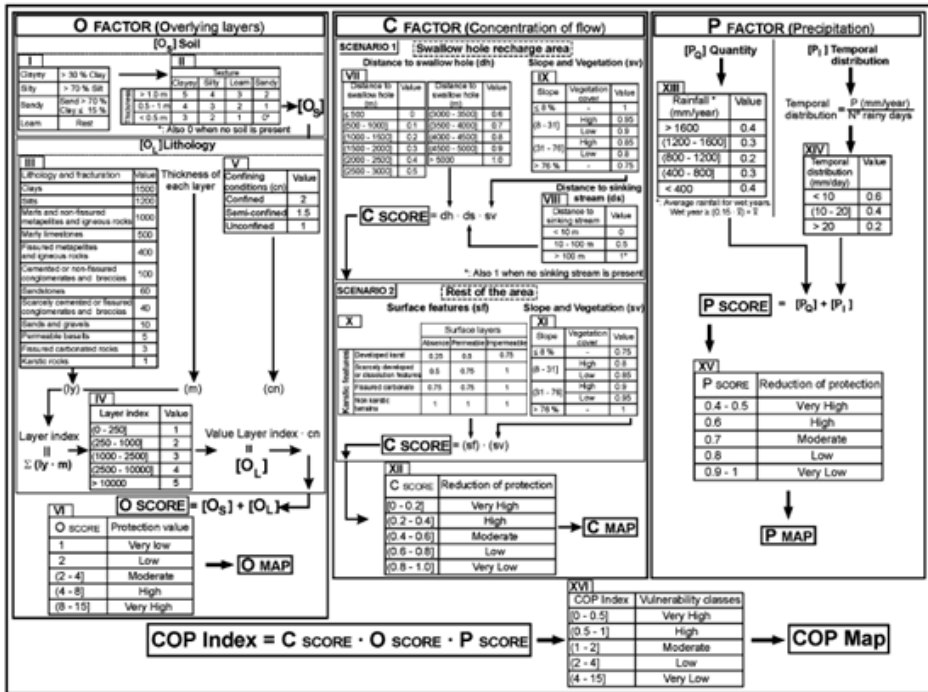 O FACTOR (Overlying layers)
[Os] Soil
I
Clayey > 30 % Clay
Silty > 70 % Silt
Sandy Sand > 70 % Clay ≤ 15 %
Loam Rest
II
Texture
Clayey Silty Loam Sandy
Thickness
> 1.0 m 5 4 3 2
0.5 - 1 m 4 3 2 1
< 0.5 m 3 2 1 0*
*: Also 0 when no soil is present
[Os]
[OL] Lithology
III
Lithology and fracturation Value
Clays 1500
Silts 1200
Marls and non-fissured metapelites and igneous rocks 1000
Marly limestones 500
Fissured metapelites and igneous rocks 400
Cemented or non-fissured conglomerates and breccias 100
Sandstones 60
Scarcely cemented or fissured conglomerates and breccias 40
Sands and gravels 10
Permeable basalts 5
Fissured carbonated rocks 3
Karstic rocks 1
Thickness of each layer
V
Confining conditions (cn) Value
Confined 2
Semi-confined 1.5
Unconfined 1
(ly) (m) (cn)
Layer index
=
Σ (ly · m)
IV
Layer index Value
(0 - 250] 1
(250 - 1000] 2
(1000 - 2500] 3
(2500 - 10000] 4
> 10000 5
Value Layer index · cn
=
[OL]
O SCORE = [Os] + [OL]
VI
O SCORE Protection value
1 Very low
2 Low
(2 - 4] Moderate
(4 - 8] High
(8 - 15] Very High
O MAP
C FACTOR (Concentration of flow)
SCENARIO 1 Swallow hole recharge area
Distance to swallow hole (dh)
VII
Distance to swallow hole (m) Value Distance to swallow hole (m) Value
≤ 500 0 (3000 - 3500] 0.6
(500 - 1000] 0.1 (3500 - 4000] 0.7
(1000 - 1500] 0.2 (4000 - 4500] 0.8
(1500 - 2000] 0.3 (4500 - 5000] 0.9
(2000 - 2500] 0.4 > 5000 1.0
(2500 - 3000] 0.5
Slope and Vegetation (sv)
IX
Slope Vegetation cover Value
≤ 8 % - 1
(8 - 31] High 0.95
Low 0.9
(31 - 76] High 0.85
Low 0.8
> 76 % - 0.75
C SCORE = dh · ds · sv
Distance to sinking stream (ds)
VIII
Distance to sinking stream Value
< 10 m 0
10 - 100 m 0.5
> 100 m 1*
*: Also 1 when no sinking stream is present
SCENARIO 2 Rest of the area
Surface features (sf)
X
Surface layers
Absence Permeable Impermeable
Karstic features
Developed karst 0.25 0.5 0.75
Scarcely developed or dissolution features 0.5 0.75 1
Fissured carbonate 0.75 0.75 1
Non karstic terrains 1 1 1
Slope and Vegetation (sv)
XI
Slope Vegetation cover Value
≤ 8 % - 0.75
(8 - 31] High 0.8
Low 0.85
(31 - 76] High 0.9
Low 0.95
> 76 % - 1
C SCORE = (sf) · (sv)
XII
C SCORE Reduction of protection
[0 - 0.2] Very High
(0.2 - 0.4] High
(0.4 - 0.6] Moderate
(0.6 - 0.8] Low
(0.8 - 1.0] Very Low
C MAP
P FACTOR (Precipitation)
[PQ] Quantity
XIII
Rainfall * (mm/year) Value
> 1600 0.4
(1200 - 1600] 0.3
(800 - 1200] 0.2
(400 - 800] 0.3
< 400 0.4
*: Average rainfall for wet years.
[PI] Temporal distribution
Temporal distribution = P (mm/year) / Nº rainy days
XIV
Temporal distribution (mm/day) Value
< 10 0.6
(10 - 20] 0.4
> 20 0.2
P SCORE = [PQ] + [PI]
XV
P SCORE Reduction of protection
0.4 - 0.5 Very High
0.6 High
0.7 Moderate
0.8 Low
0.9 - 1 Very Low
P MAP
COP Index = C SCORE · O SCORE · P SCORE
XVI
COP Index Vulnerability classes
[0 - 0.5] Very High
(0.5 - 1] High
(1 - 2] Moderate
(2 - 4] Low
(4 - 15] Very Low
COP Map